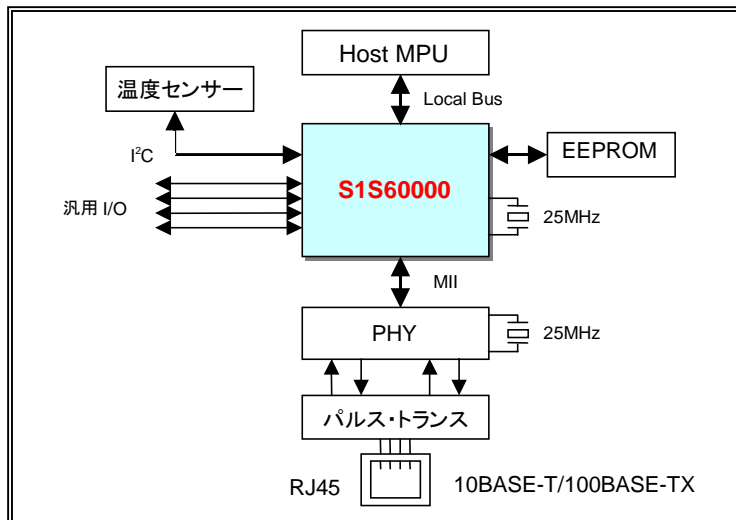 Host MPU
温度センサー
Local Bus
I²C
EEPROM
S1S60000
汎用 I/O
25MHz
MII
PHY
25MHz
パルス・トランス
RJ45
10BASE-T/100BASE-TX